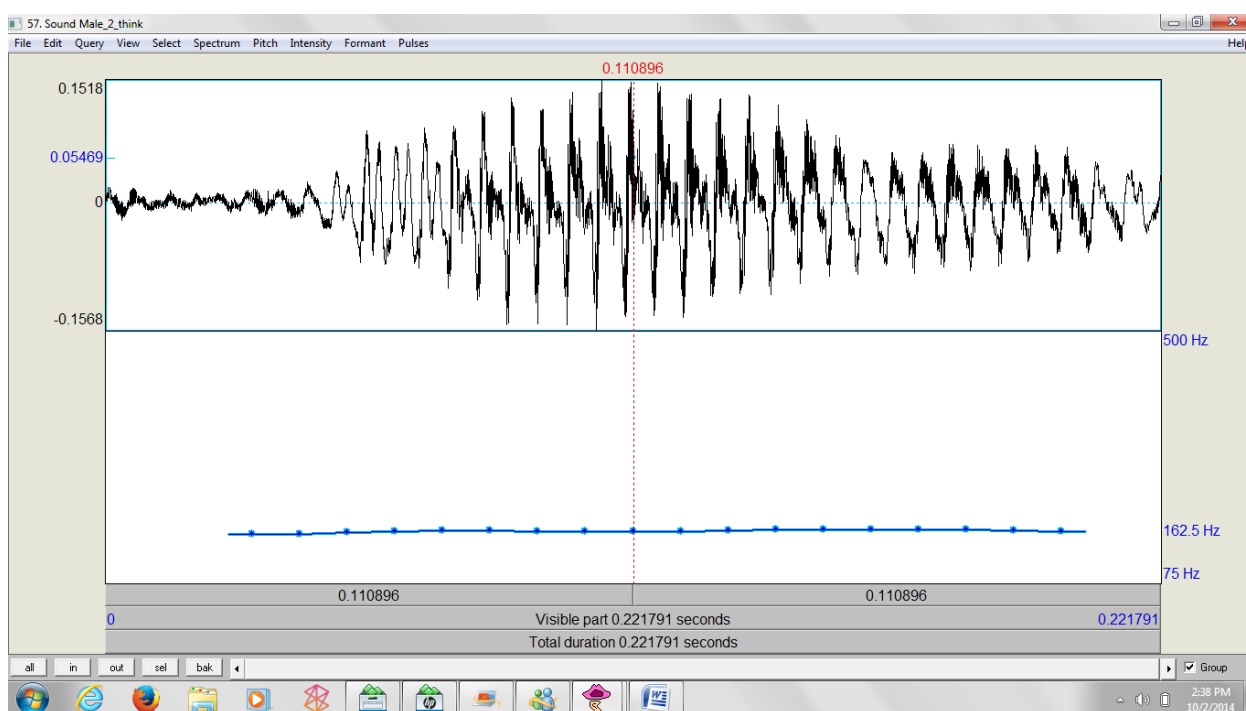 57. Sound Male_2_think
File Edit Query View Select Spectrum Pitch Intensity Formant Pulses Help
0.110896
0.1518
0.05469
0
-0.1568
500 Hz
162.5 Hz
75 Hz
0.110896 0.110896
0 Visible part 0.221791 seconds 0.221791
Total duration 0.221791 seconds
all in out sel bak Group
hp W
2:38 PM
10/2/2014